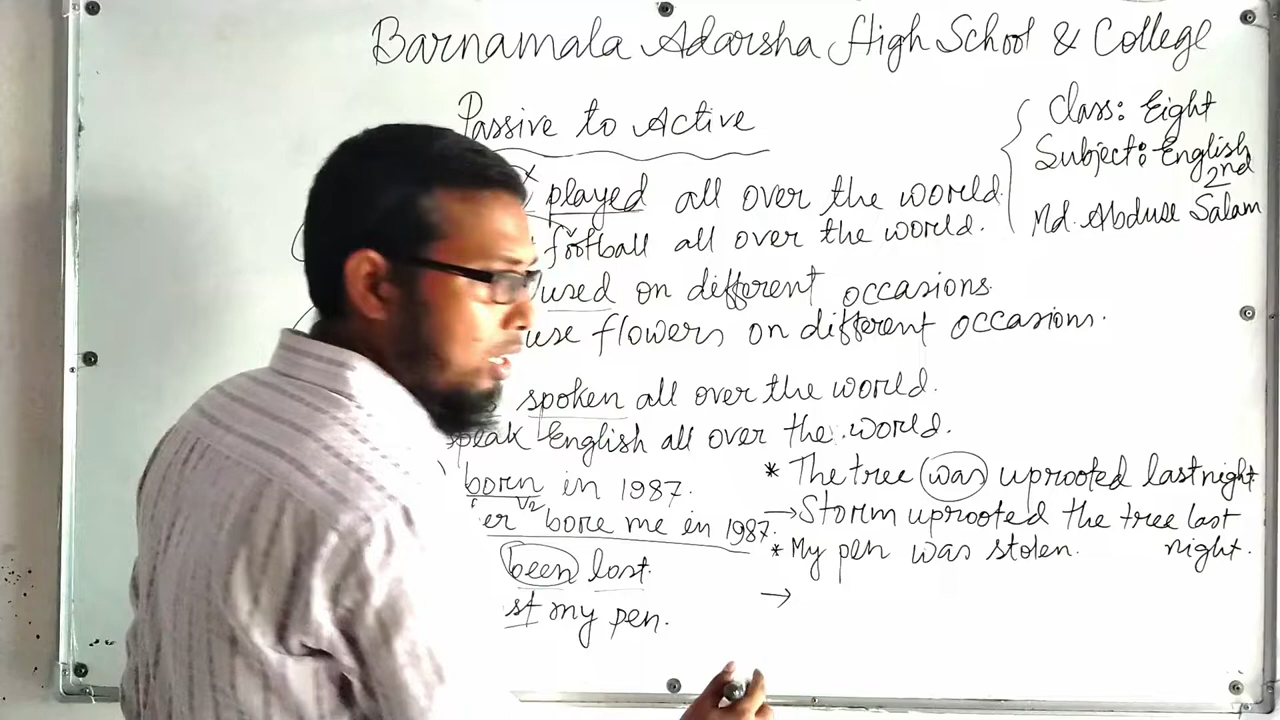 Barnamala Adarsha High School & College
Passive to Active
Class: Eight
Subject: English
2nd
Md. Abduse Salam
played all over the world.
football all over the world.
used on different occasions.
use flowers on different occasions.
spoken all over the world.
speak English all over the world.
born in 1987.
er bore me in 1987.
been lost.
st my pen.
* The tree was uprooted last night.
→ Storm uprooted the tree last
night.
* My pen was stolen.
→